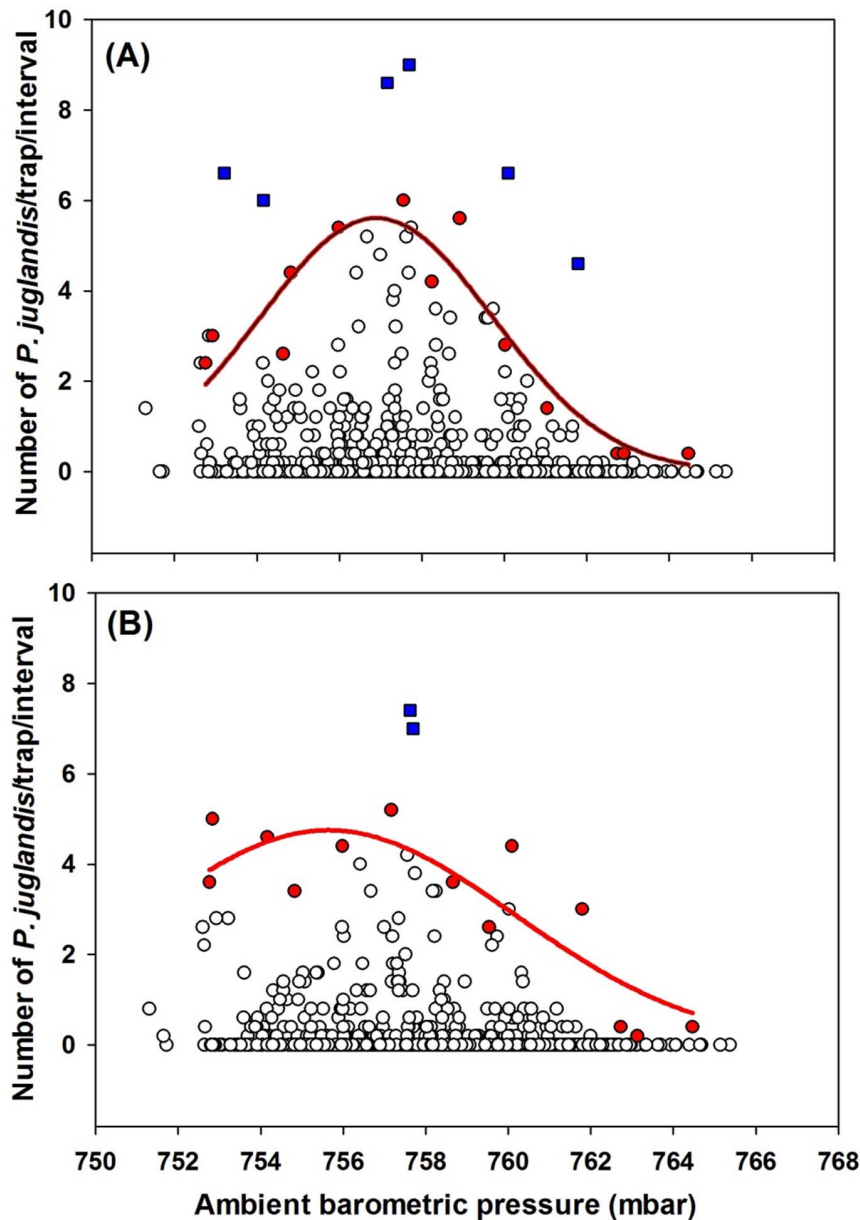 (A)
Number of P. juglandis/trap/interval
10
8
6
4
2
0
(B)
Number of P. juglandis/trap/interval
10
8
6
4
2
0
750 752 754 756 758 760 762 764 766 768
Ambient barometric pressure (mbar)